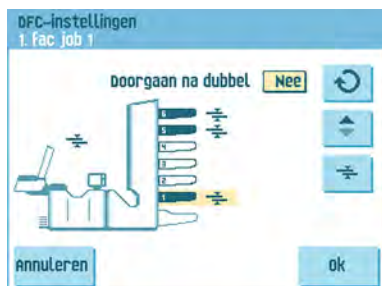 DFC-instellingen
1. Fac job 1
Doorgaan na dubbel Nee
6
5
4
3
2
1
Annuleren
Ok